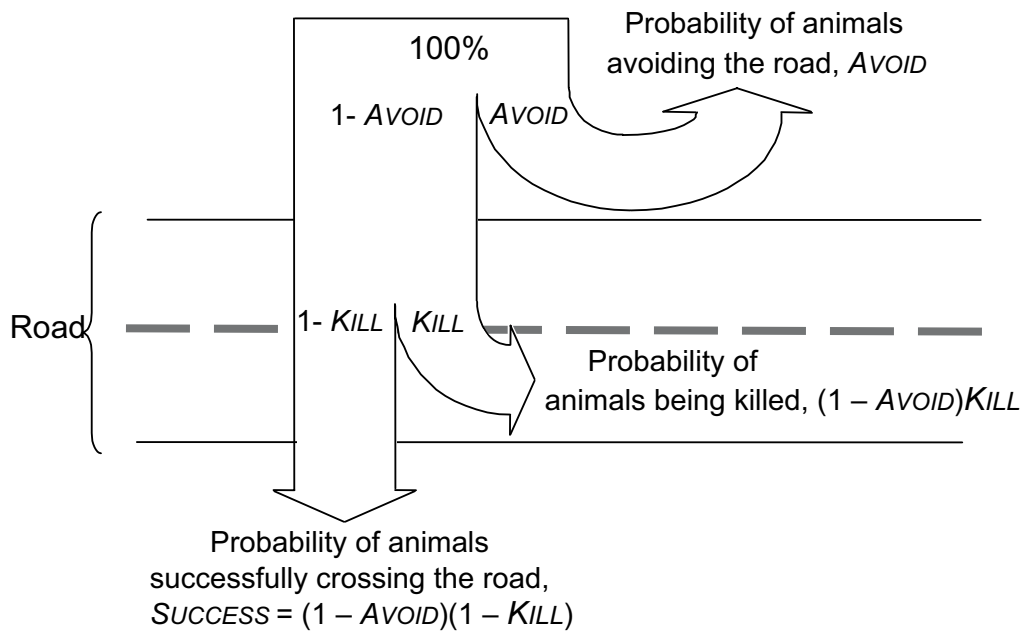 Probability of animals
avoiding the road, AVOID
100%
1- AVOID
AVOID
Road
1- KILL
KILL
Probability of
animals being killed, (1 – AVOID)KILL
Probability of animals
successfully crossing the road,
SUCCESS = (1 – AVOID)(1 – KILL)